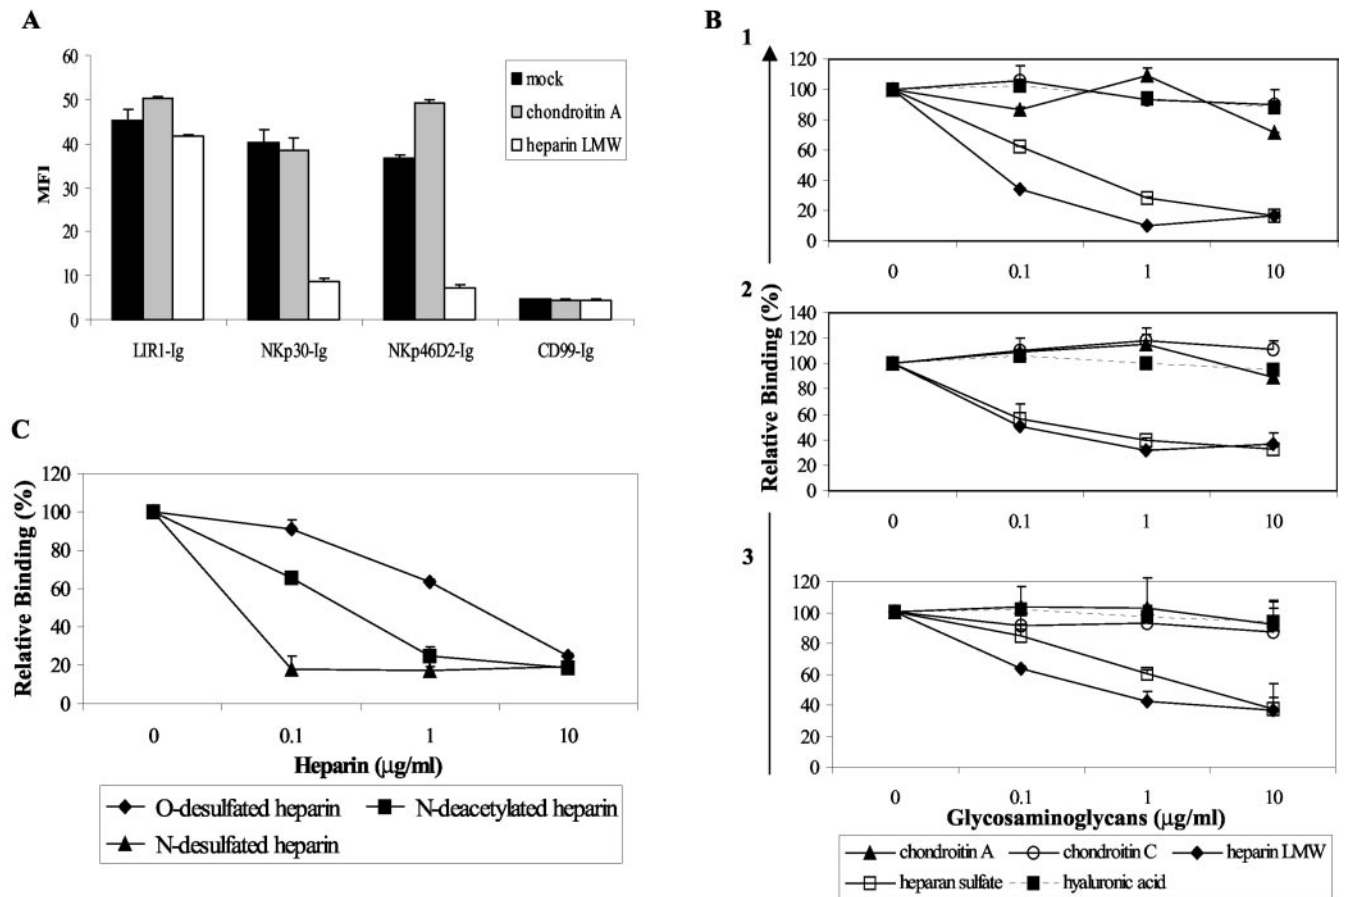 A
60
50
40
30
20
10
0
MFI
mock
chondroitin A
heparin LMW
LIR1-Ig
NKp30-Ig
NKp46D2-Ig
CD99-Ig
B
1
120
100
80
60
40
20
0
0
0.1
1
10
2
140
120
100
80
60
40
20
0
0
0.1
1
10
3
120
100
80
60
40
20
0
0
0.1
1
10
Relative Binding (%)
Glycosaminoglycans (µg/ml)
chondroitin A
chondroitin C
heparin LMW
heparan sulfate
hyaluronic acid
C
120
100
80
60
40
20
0
Relative Binding (%)
0
0.1
1
10
Heparin (µg/ml)
O-desulfated heparin
N-deacetylated heparin
N-desulfated heparin